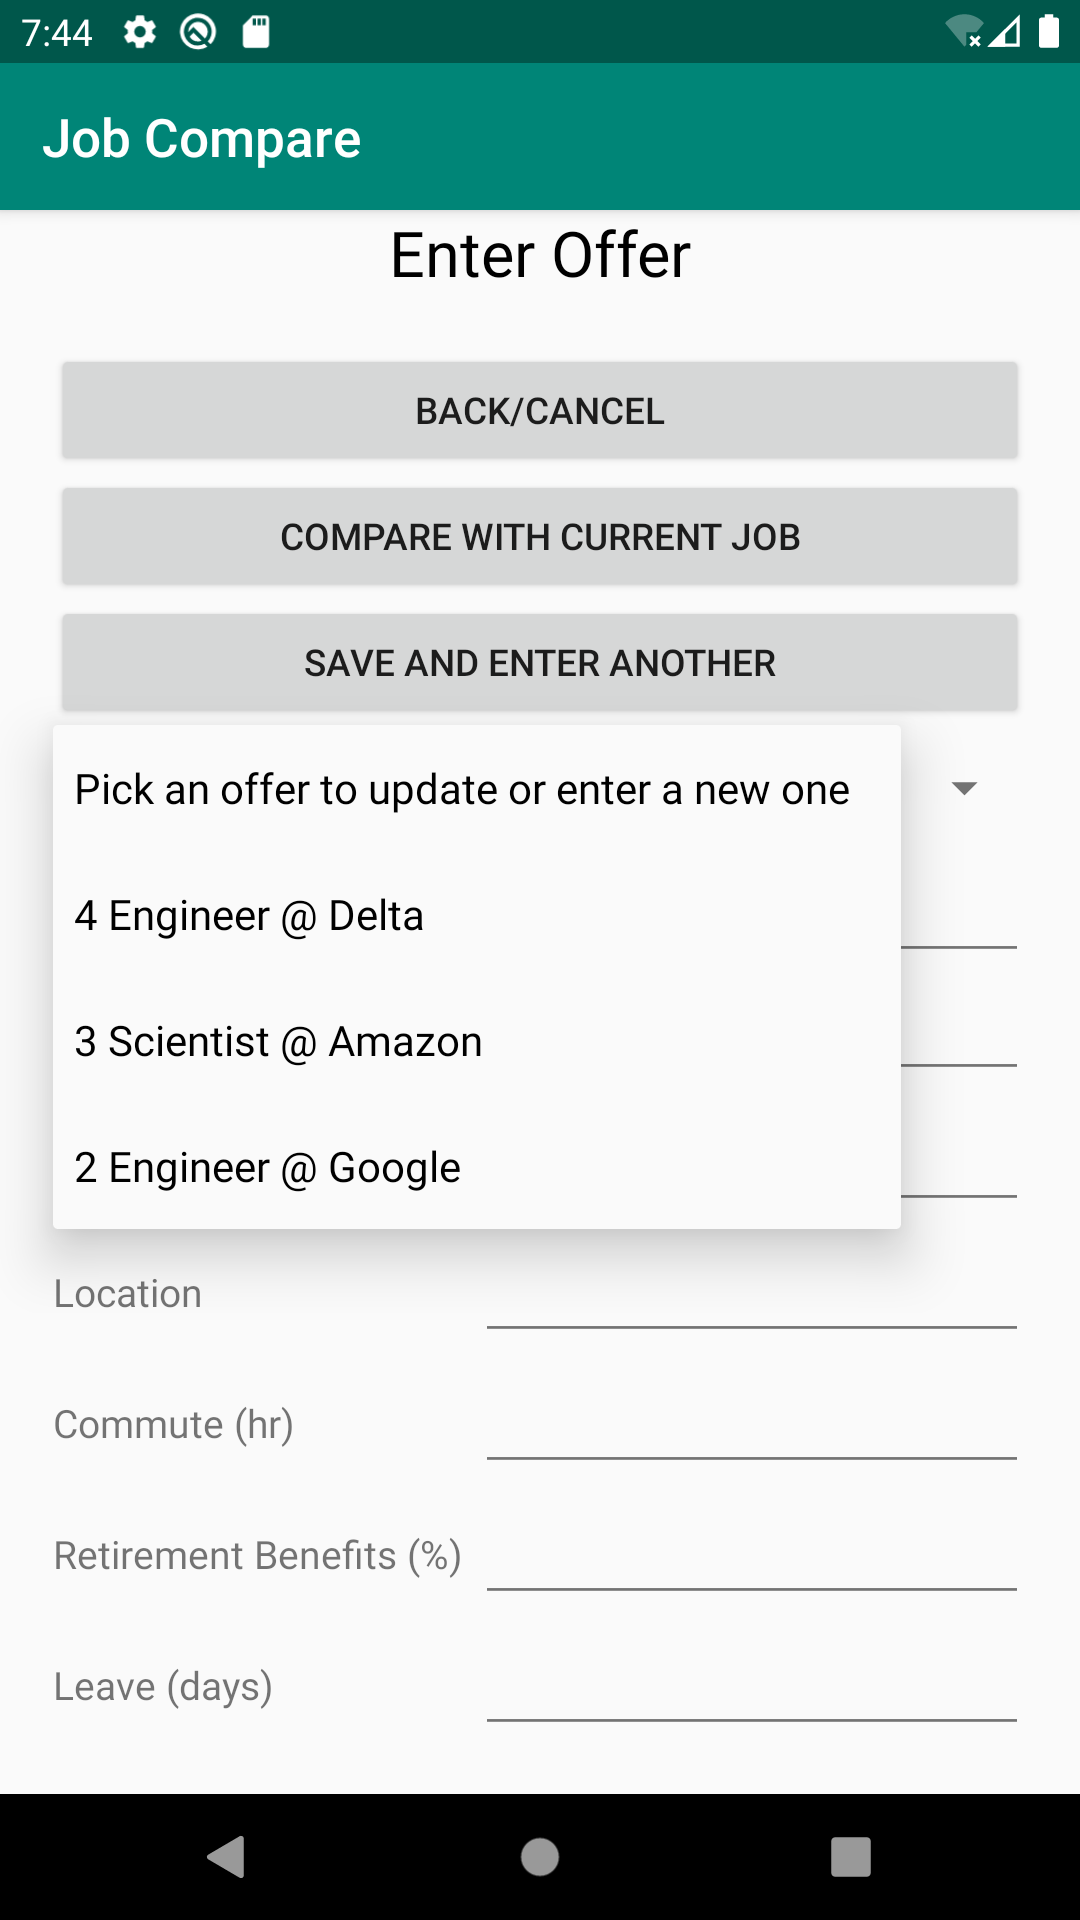 7:44
Job Compare
Enter Offer
BACK/CANCEL
COMPARE WITH CURRENT JOB
SAVE AND ENTER ANOTHER
Pick an offer to update or enter a new one
4 Engineer @ Delta
3 Scientist @ Amazon
2 Engineer @ Google
Location
Commute (hr)
Retirement Benefits (%)
Leave (days)